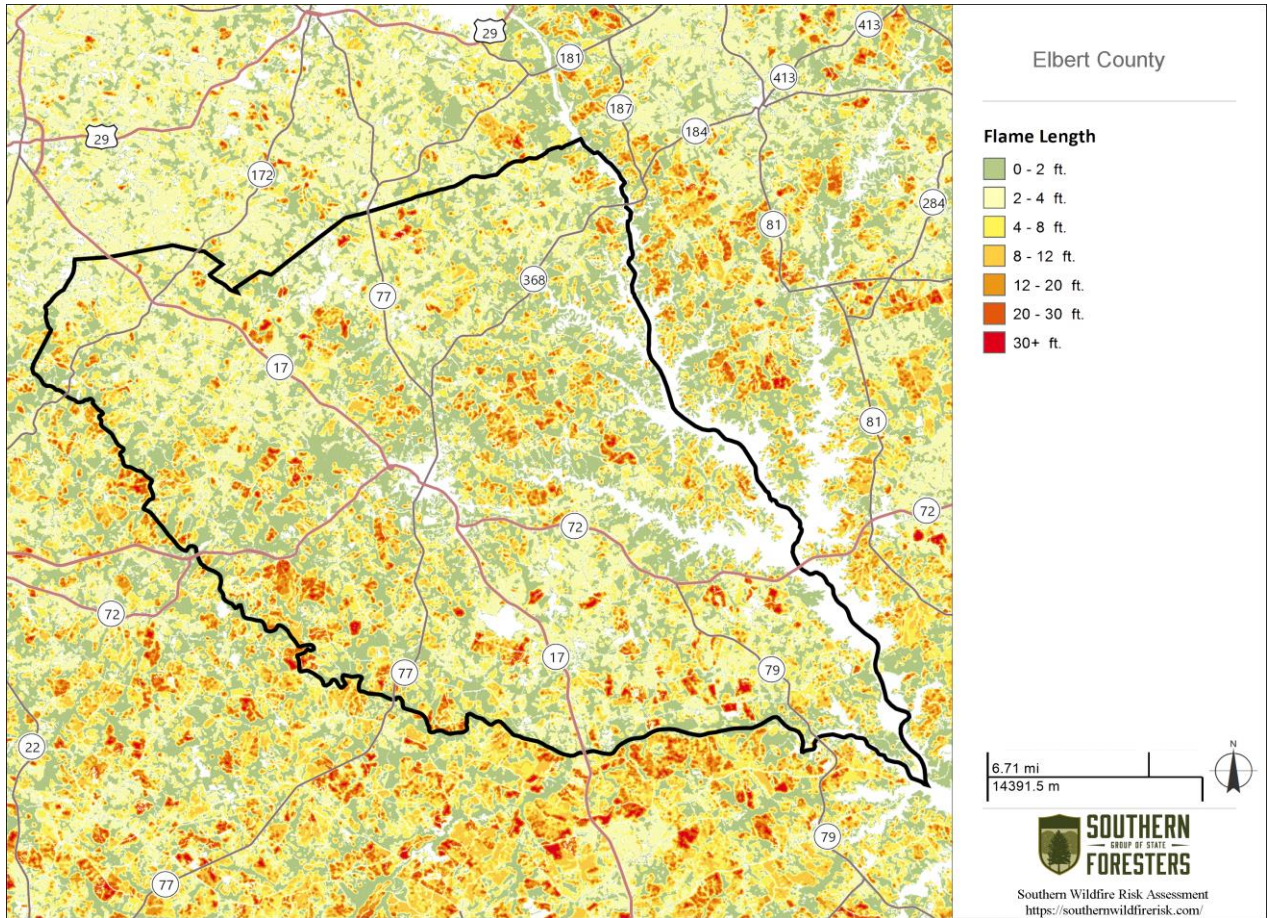 Elbert County
Flame Length
0 - 2 ft.
2 - 4 ft.
4 - 8 ft.
8 - 12 ft.
12 - 20 ft.
20 - 30 ft.
30+ ft.
29
181
413
413
187
29
184
172
284
81
368
77
17
81
72
72
72
17
79
77
22
79
77
N
6.71 mi
14391.5 m
SOUTHERN
GROUP OF STATE
FORESTERS
Southern Wildfire Risk Assessment
https://southernwildfirerisk.com/